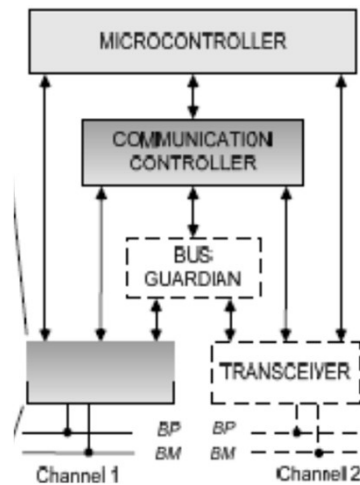 MICROCONTROLLER
COMMUNICATION
CONTROLLER
BUS
GUARDIAN
TRANSCEIVER
BP BP
BM BM
Channel 1 Channel 2